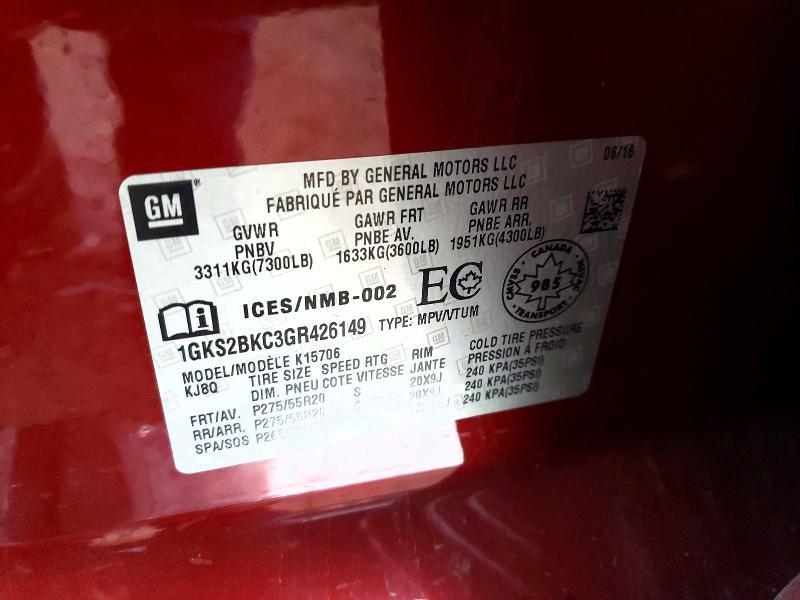 06/16
MFD BY GENERAL MOTORS LLC
FABRIQUÉ PAR GENERAL MOTORS LLC
GM
GVWR GAWR FRT GAWR RR
PNBV PNBE AV. PNBE ARR.
3311KG(7300LB) 1633KG(3600LB) 1951KG(4300LB)
CANADA
CMVSS 985 NSVAC
TRANSPORT
i ICES/NMB-002 EC
1GKS2BKC3GR426149 TYPE: MPV/VTUM
MODEL/MODÈLE K15706
KJ8Q TIRE SIZE SPEED RTG RIM COLD TIRE PRESSURE
DIM. PNEU COTE VITESSE JANTE PRESSION A FROID
FRT/AV. P275/55R20 S 20X9J 240 KPA(35PSI)
RR/ARR. P275/55R20 20X9J 240 KPA(35PSI)
SPA/SOS 240 KPA(35PSI)